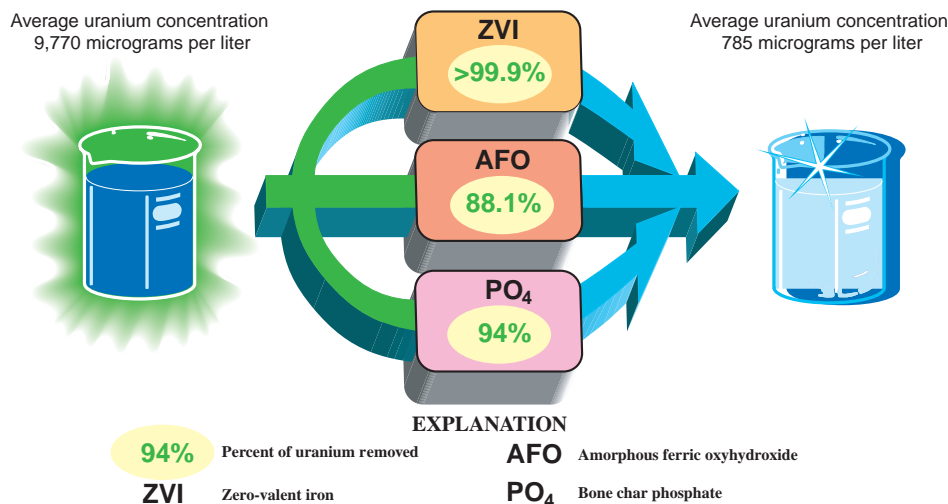 Average uranium concentration
9,770 micrograms per liter
Average uranium concentration
785 micrograms per liter
ZVI
>99.9%
AFO
88.1%
PO₄
94%
EXPLANATION
94% Percent of uranium removed
ZVI Zero-valent iron
AFO Amorphous ferric oxyhydroxide
PO₄ Bone char phosphate